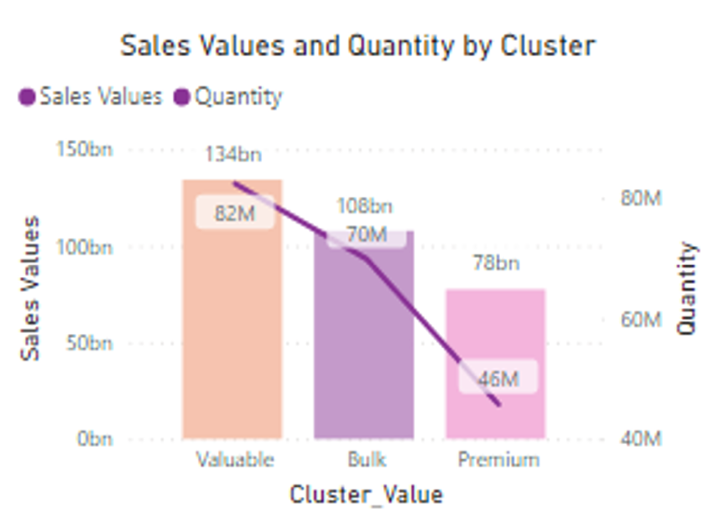 Sales Values and Quantity by Cluster
Sales Values Quantity
150bn
100bn
50bn
0bn
Sales Values
134bn
82M
108bn
70M
78bn
46M
80M
60M
40M
Quantity
Valuable Bulk Premium
Cluster_Value